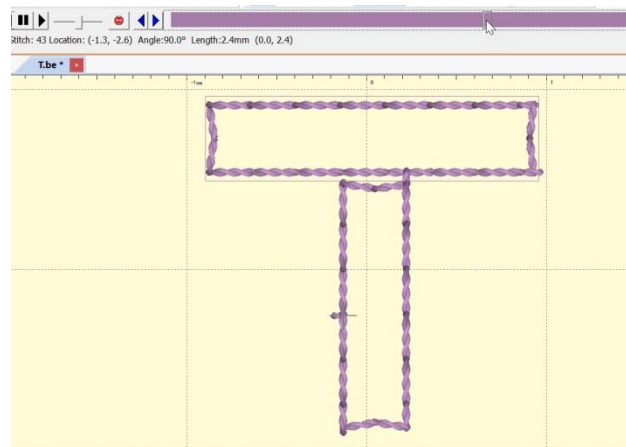 Stitch: 43 Location: (-1.3, -2.6) Angle:90.0° Length:2.4mm (0.0, 2.4)
T.be *
-1cm 0 1